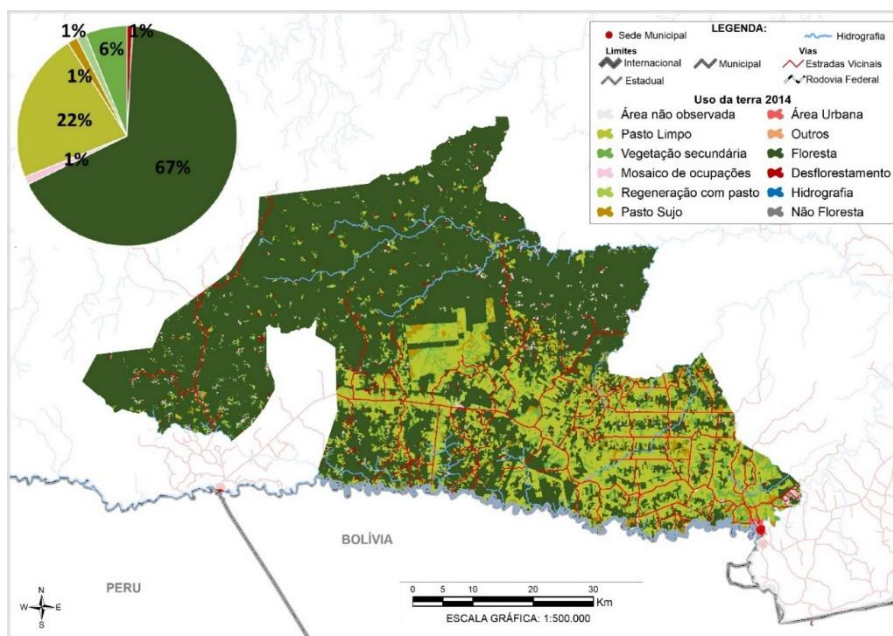 1%
1%
6%
1%
22%
1%
67%
LEGENDA:
Sede Municipal
Hidrografia
Limites
Vias
Internacional
Municipal
Estradas Vicinais
Estadual
Rodovia Federal
Uso da terra 2014
Área não observada
Área Urbana
Pasto Limpo
Outros
Vegetação secundária
Floresta
Mosaico de ocupações
Desflorestamento
Regeneração com pasto
Hidrografia
Pasto Sujo
Não Floresta
BOLÍVIA
PERU
N
W E
S
0 5 10 20 30
Km
ESCALA GRÁFICA: 1:500.000